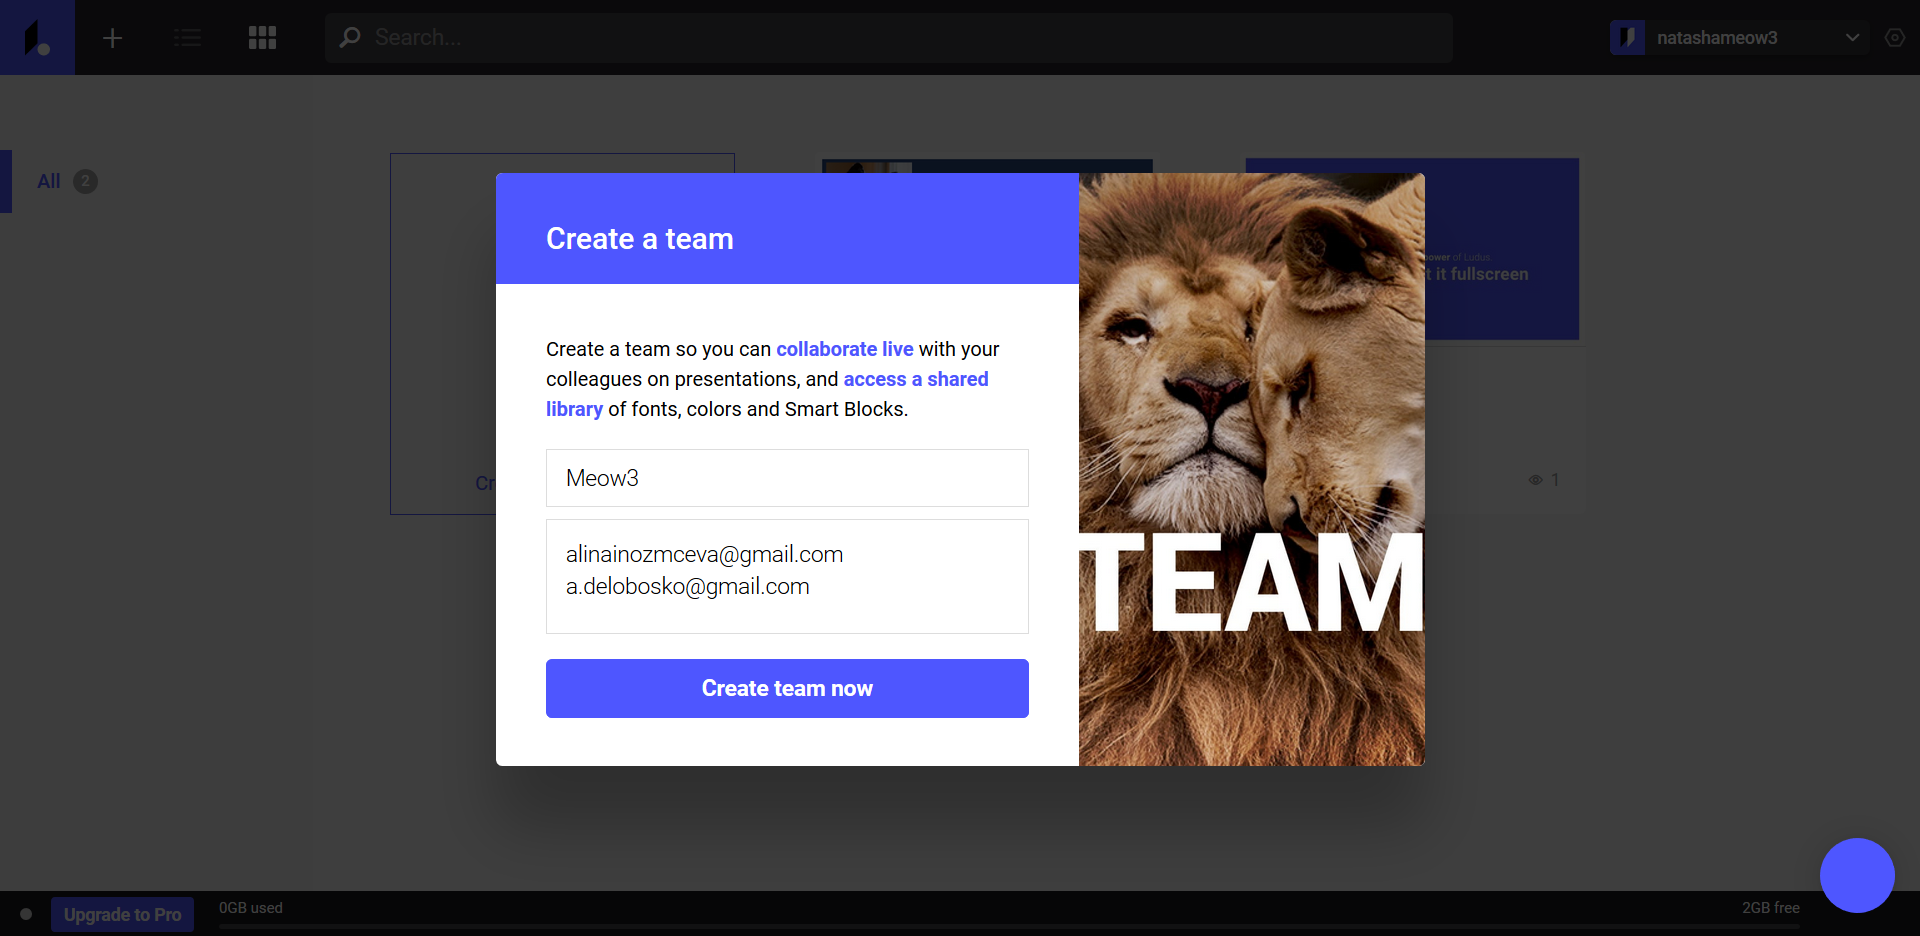 Search...
natashameow3
All 2
Create a team
power of Ludus.
t it fullscreen
Create a team so you can collaborate live with your
colleagues on presentations, and access a shared
library of fonts, colors and Smart Blocks.
Meow3
Cr
1
alinainozmceva@gmail.com
a.delobosko@gmail.com
TEAM
Create team now
Upgrade to Pro
0GB used
2GB free